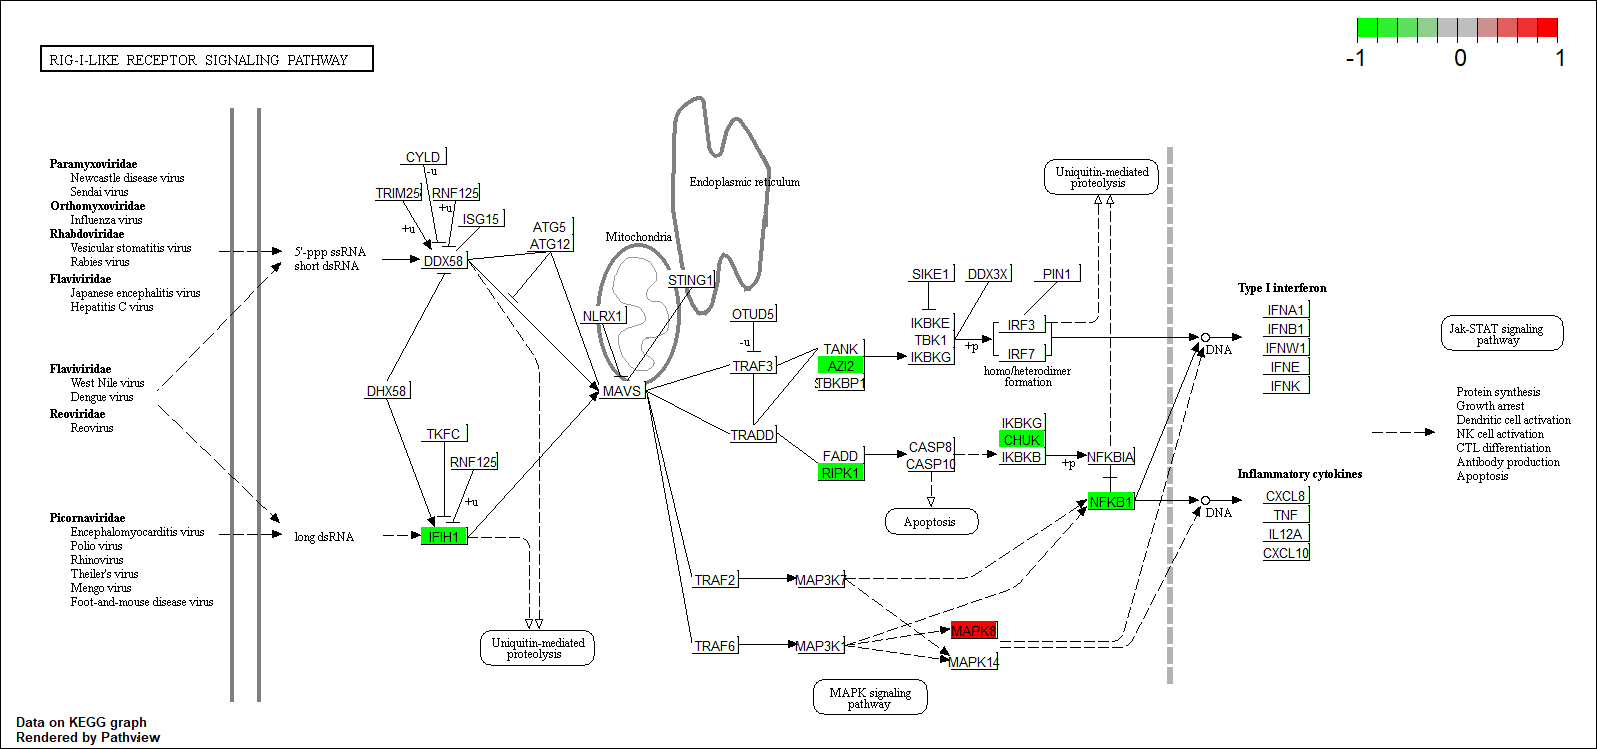 -1
0
1
RIG-I-LIKE RECEPTOR SIGNALING PATHWAY
Paramyxoviridae
Newcastle disease virus
Sendai virus
Orthomyxoviridae
Influenza virus
Rhabdoviridae
Vesicular stomatitis virus
Rabies virus
Flaviviridae
Japanese encephalitis virus
Hepatitis C virus
Flaviviridae
West Nile virus
Dengue virus
Reoviridae
Reovirus
Picornaviridae
Encephalomyocarditis virus
Polio virus
Rhinovirus
Theiler's virus
Mengo virus
Foot-and-mouse disease virus
5'-ppp ssRNA
short dsRNA
long dsRNA
CYLD
-u
TRIM25
RNF125
+u
+u
ISG15
DDX58
ATG5
ATG12
DHX58
TKFC
RNF125
+u
IFIH1
Uniquitin-mediated
proteolysis
Mitochondria
Endoplasmic reticulum
STING1
NLRX1
MAVS
OTUD5
-u
TRAF3
TRADD
TRAF2
TRAF6
TANK
AZI2
TBKBP1
FADD
RIPK1
MAP3K7
MAP3K1
MAPK8
MAPK14
MAPK signaling
pathway
CASP8
CASP10
Apoptosis
SIKE1
DDX3X
PIN1
IKBKE
TBK1
IKBKG
+p
IRF3
IRF7
homo/heterodimer
formation
IKBKG
CHUK
IKBKB
+p
NFKBIA
NFKB1
Uniquitin-mediated
proteolysis
DNA
DNA
Type I interferon
IFNA1
IFNB1
IFNW1
IFNE
IFNK
Inflammatory cytokines
CXCL8
TNF
IL12A
CXCL10
Jak-STAT signaling
pathway
Protein synthesis
Growth arrest
Dendritic cell activation
NK cell activation
CTL differentiation
Antibody production
Apoptosis
Data on KEGG graph
Rendered by Pathview